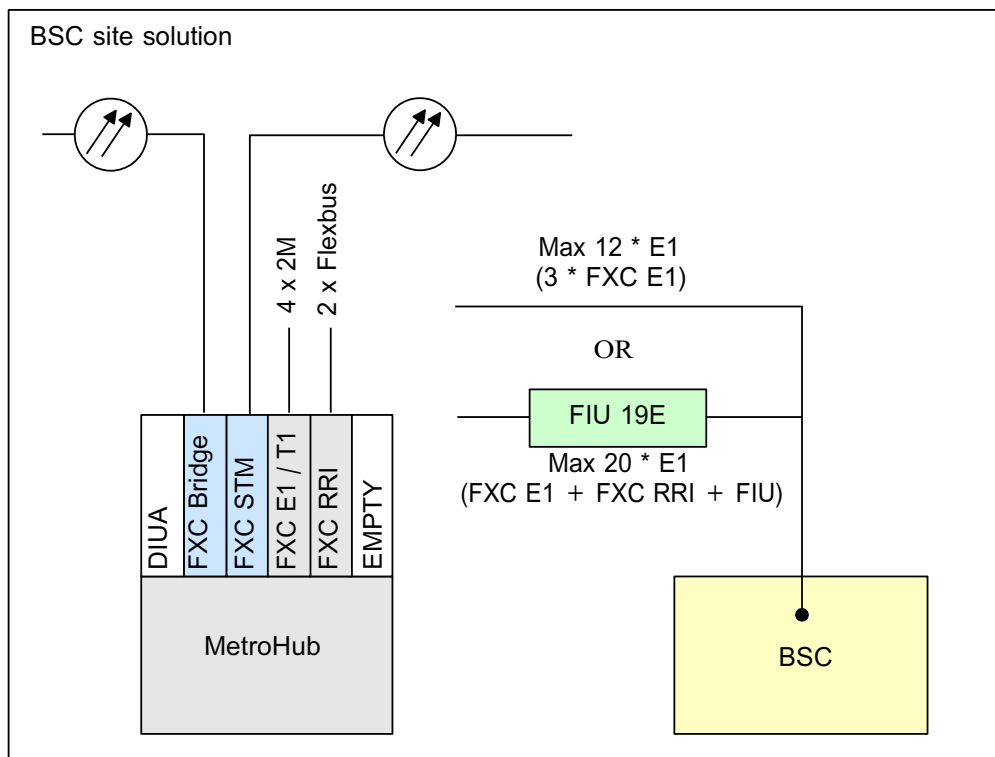 BSC site solution
4 x 2M
2 x Flexbus
Max 12 * E1
(3 * FXC E1)
OR
FIU 19E
Max 20 * E1
(FXC E1 + FXC RRI + FIU)
DIUA
FXC Bridge
FXC STM
FXC E1 / T1
FXC RRI
EMPTY
MetroHub
BSC